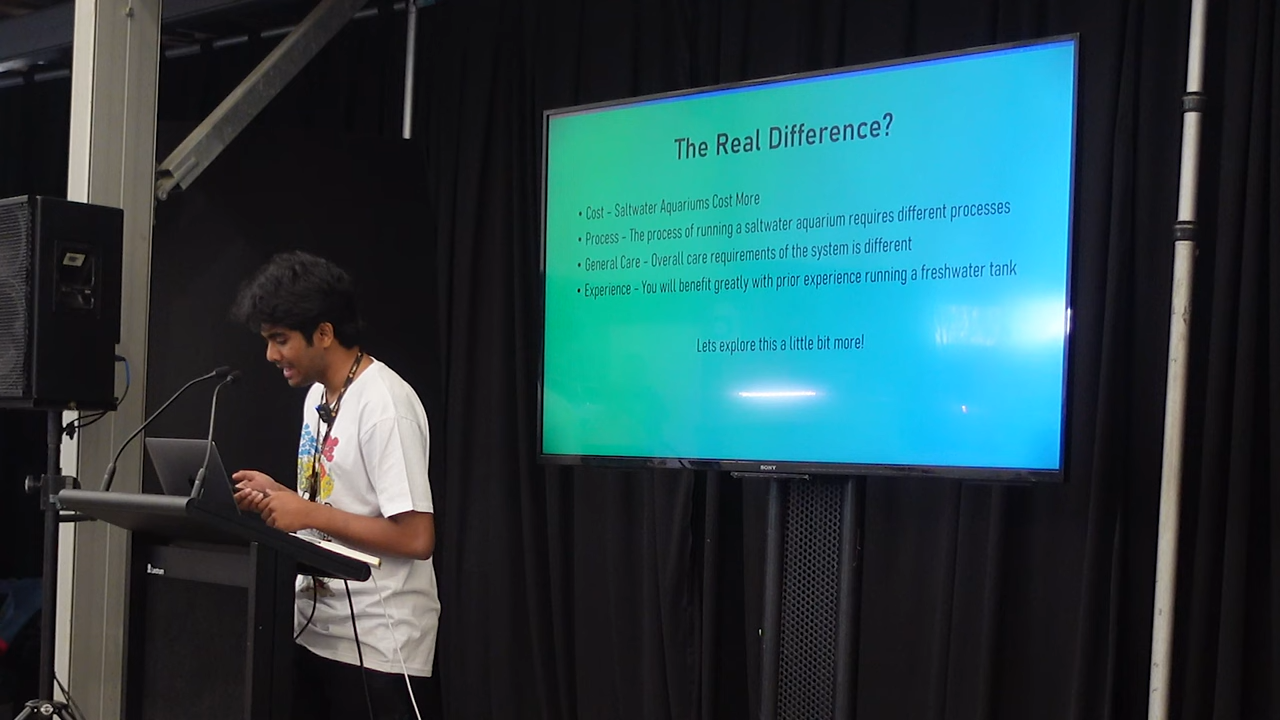 The Real Difference?
• Cost – Saltwater Aquariums Cost More
• Process – The process of running a saltwater aquarium requires different processes
• General Care – Overall care requirements of the system is different
• Experience – You will benefit greatly with prior experience running a freshwater tank
Lets explore this a little bit more!
SONY
Lectrum